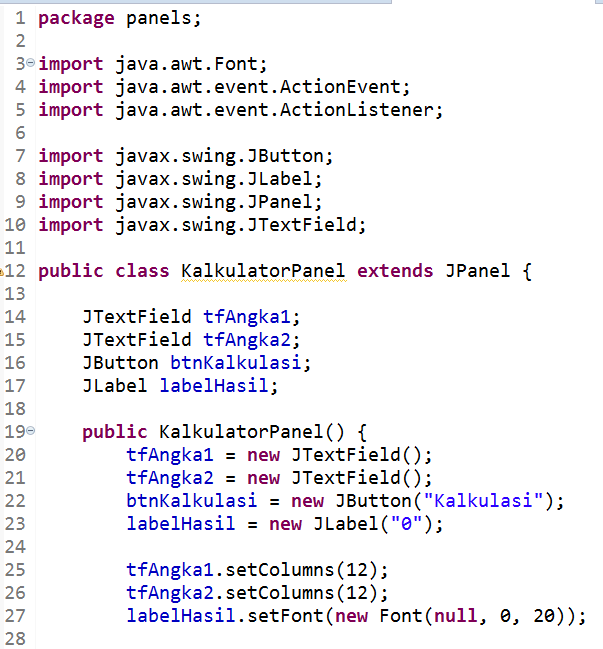 1 package panels;
2
3 import java.awt.Font;
4 import java.awt.event.ActionEvent;
5 import java.awt.event.ActionListener;
6
7 import javax.swing.JButton;
8 import javax.swing.JLabel;
9 import javax.swing.JPanel;
10 import javax.swing.JTextField;
11
12 public class KalkulatorPanel extends JPanel {
13
14     JTextField tfAngka1;
15     JTextField tfAngka2;
16     JButton btnKalkulasi;
17     JLabel labelHasil;
18
19     public KalkulatorPanel() {
20         tfAngka1 = new JTextField();
21         tfAngka2 = new JTextField();
22         btnKalkulasi = new JButton("Kalkulasi");
23         labelHasil = new JLabel("0");
24
25         tfAngka1.setColumns(12);
26         tfAngka2.setColumns(12);
27         labelHasil.setFont(new Font(null, 0, 20));
28